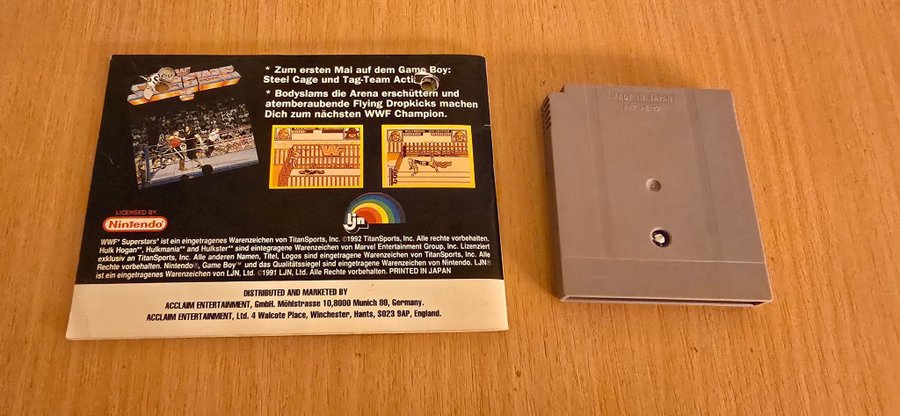 * Zum ersten Mal auf dem Game Boy:
Steel Cage und Tag-Team
* Bodyslams die Arena erschüttern und
atemberaubende Flying Dropkicks machen
Dich zum nächsten WWF Champion.
LICENSED BY
Nintendo
ljn
WWF® Superstars® ist ein eingetragenes Warenzeichen von TitanSports, Inc. ©1992 TitanSports, Inc. Alle rechte vorbehalten.
Hulk Hogan™, Hulkmania™ and Hulkster™ sind eintegragene Warenzeichen von Marvel Entertainment Group, Inc. Lizenziert
exklusiv an TitanSports, Inc. Alle anderen Namen, Titel, Logos sind eingetragene Warenzeichen von TitanSports, Inc. Alle
Rechte vorbehalten. Nintendo®, Game Boy™ und das Qualitätssiegel sind eingetragene Warenzeichen von Nintendo. LJN®
ist ein eingetragenes Warenzeichen von LJN, Ltd. ©1991 LJN, Ltd. Alle Rechte vorbehalten. PRINTED IN JAPAN
DISTRIBUTED AND MARKETED BY
ACCLAIM ENTERTAINMENT, GmbH. Möhlstrasse 10,8000 Munich 80, Germany.
ACCLAIM ENTERTAINMENT, Ltd. 4 Walcote Place, Winchester, Hants, SO23 9AP, England.
MADE IN JAPAN